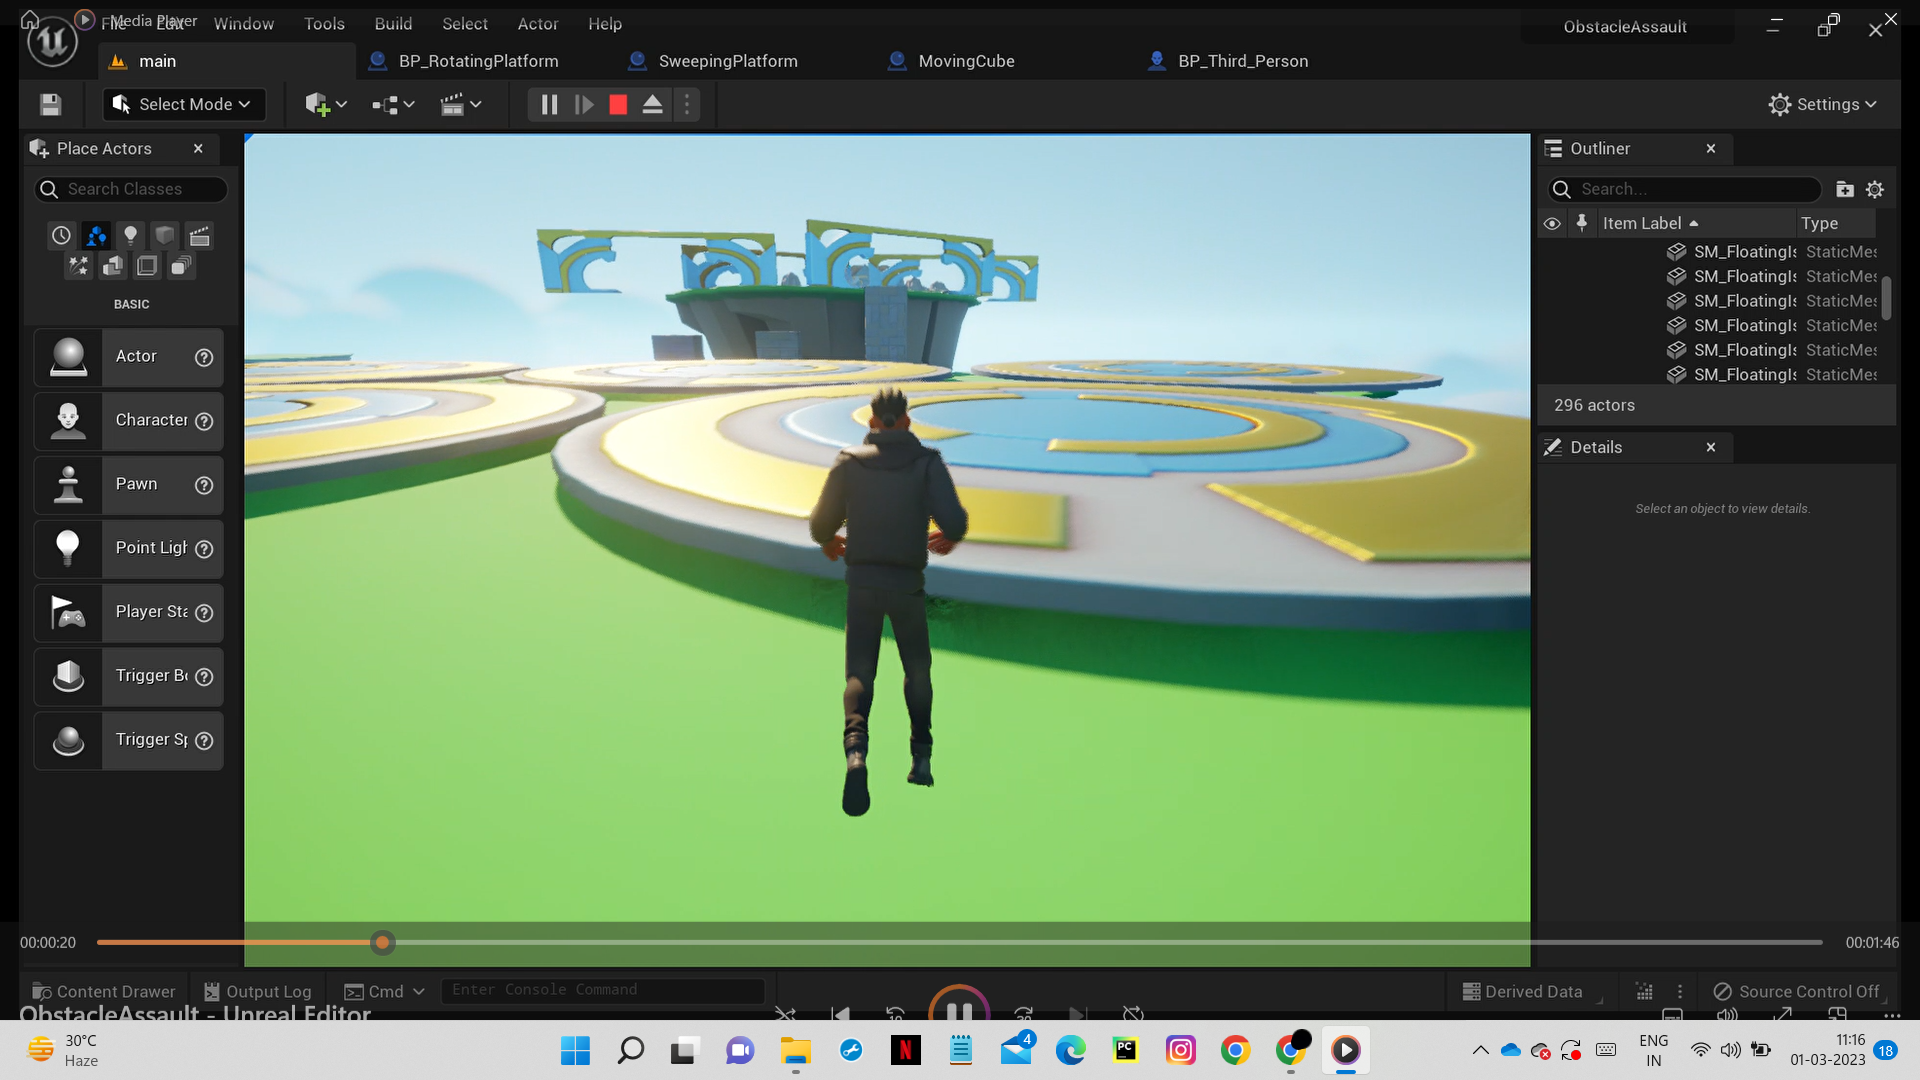 Media Player
File Edit Window Tools Build Select Actor Help
ObstacleAssault
main
BP_RotatingPlatform
SweepingPlatform
MovingCube
BP_Third_Person
Select Mode
Settings
Place Actors
Search Classes
BASIC
Actor
Character
Pawn
Point Ligh
Player Sta
Trigger Bo
Trigger Sp
Outliner
Search...
Item Label Type
SM_FloatingIs StaticMes
SM_FloatingIs StaticMes
SM_FloatingIs StaticMes
SM_FloatingIs StaticMes
SM_FloatingIs StaticMes
SM_FloatingIs StaticMes
296 actors
Details
Select an object to view details.
00:00:20
00:01:46
Content Drawer
Output Log
Cmd
Enter Console Command
Derived Data
Source Control Off
ObstacleAssault - Unreal Editor
10
30
30°C
Haze
N
4
PC
ENG
IN
11:16
01-03-2023
18